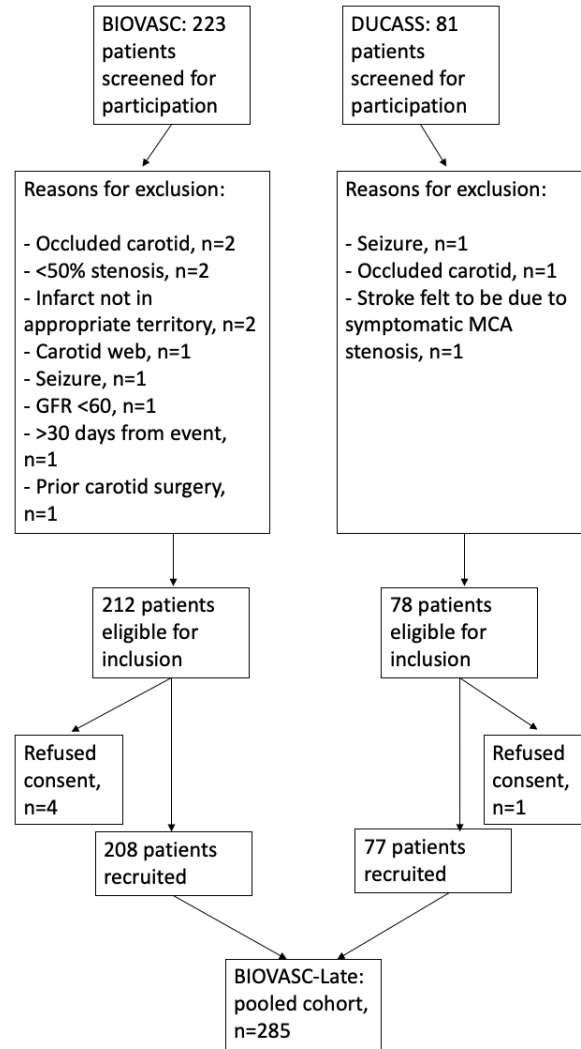 BIOVASC: 223
patients
screened for
participation
DUCASS: 81
patients
screened for
participation
Reasons for exclusion:
- Occluded carotid, n=2
- <50% stenosis, n=2
- Infarct not in
appropriate territory, n=2
- Carotid web, n=1
- Seizure, n=1
- GFR <60, n=1
- >30 days from event,
n=1
- Prior carotid surgery,
n=1
Reasons for exclusion:
- Seizure, n=1
- Occluded carotid, n=1
- Stroke felt to be due to
symptomatic MCA
stenosis, n=1
212 patients
eligible for
inclusion
78 patients
eligible for
inclusion
Refused
consent,
n=4
Refused
consent,
n=1
208 patients
recruited
77 patients
recruited
BIOVASC-Late:
pooled cohort,
n=285